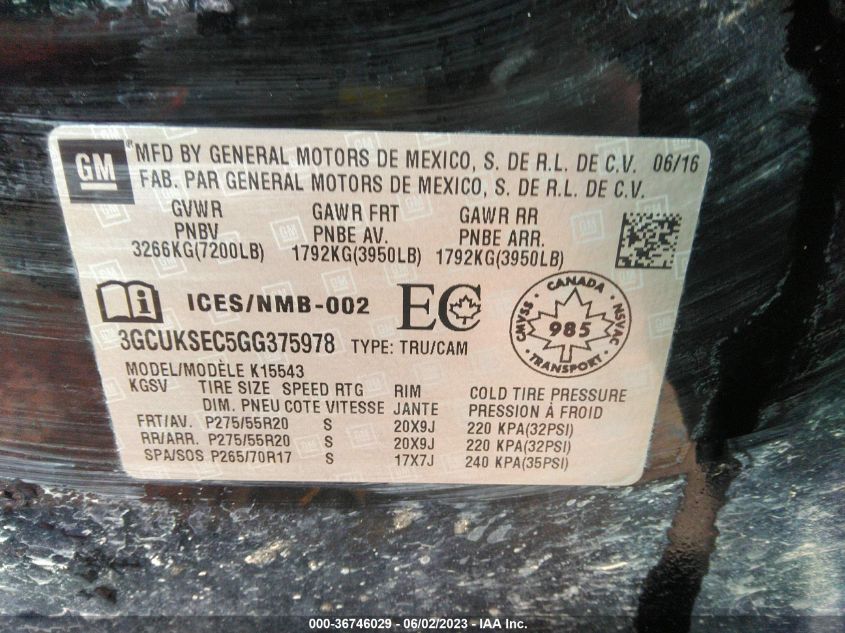 GM
® MFD BY GENERAL MOTORS DE MEXICO, S. DE R.L. DE C.V. 06/16
FAB. PAR GENERAL MOTORS DE MEXICO, S. DE R.L. DE C.V.
GVWR GAWR FRT GAWR RR
PNBV PNBE AV. PNBE ARR.
3266KG(7200LB) 1792KG(3950LB) 1792KG(3950LB)
i ICES/NMB-002 EC
CANADA
CMVSS 985 NSVAC
TRANSPORT
3GCUKSEC5GG375978 TYPE: TRU/CAM
MODEL/MODÈLE K15543
KGSV TIRE SIZE SPEED RTG RIM COLD TIRE PRESSURE
DIM. PNEU COTE VITESSE JANTE PRESSION À FROID
FRT/AV. P275/55R20 S 20X9J 220 KPA(32PSI)
RR/ARR. P275/55R20 S 20X9J 220 KPA(32PSI)
SPA/SOS P265/70R17 S 17X7J 240 KPA(35PSI)
000-36746029 - 06/02/2023 - © IAA Inc.